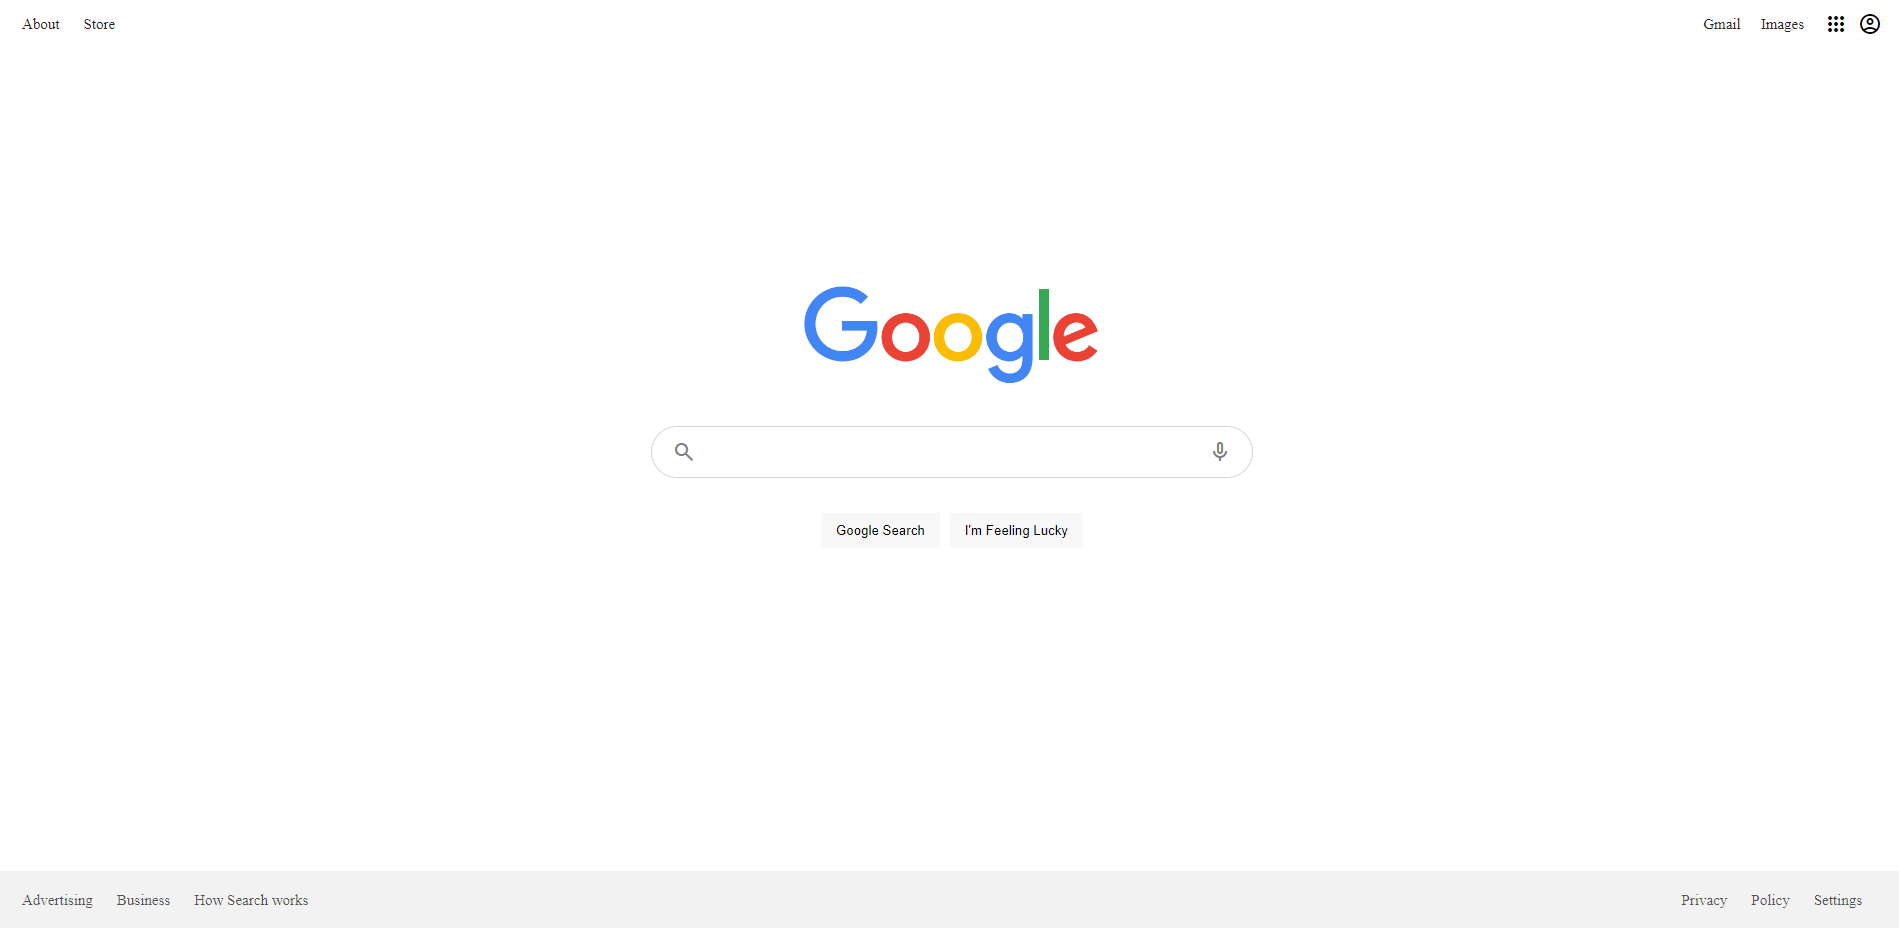 About Store Gmail Images
Google
Google Search I'm Feeling Lucky
Advertising Business How Search works Privacy Policy Settings